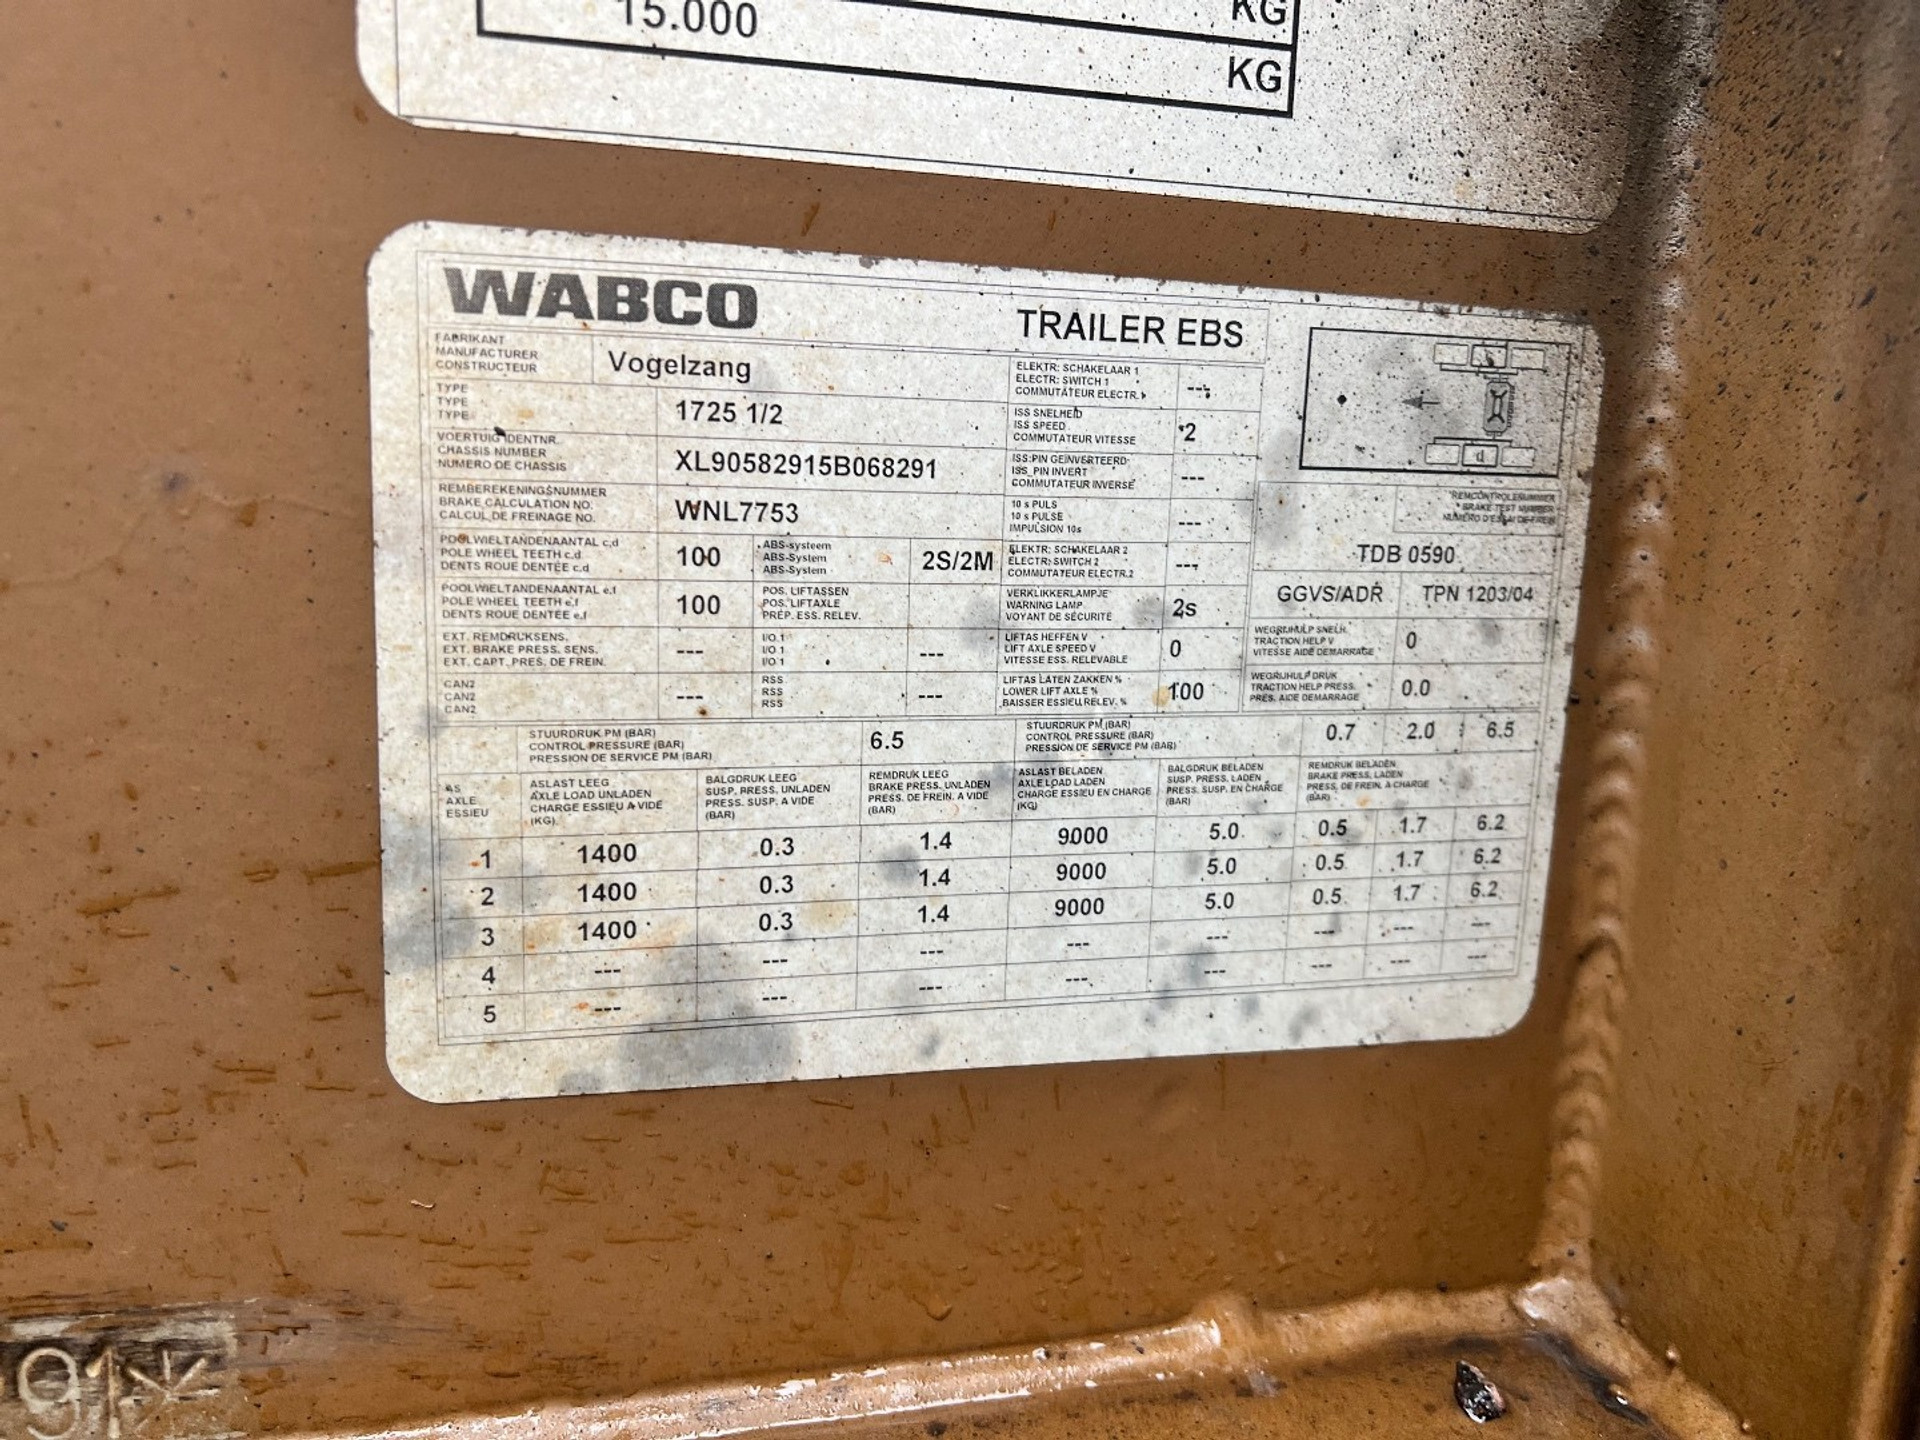 KG
15.000
KG
WABCO
TRAILER EBS
FABRIKANT
MANUFACTURER
CONSTRUCTEUR
Vogelzang
TYPE
TYPE
TYPE
1725 1/2
VOERTUIG IDENTNR.
CHASSIS NUMBER
NUMERO DE CHASSIS
XL90582915B068291
REMBEREKENINGSNUMMER
BRAKE CALCULATION NO.
CALCUL DE FREINAGE NO.
WNL7753
POOLWIELTANDENAANTAL c,d
POLE WHEEL TEETH c,d
DENTS ROUE DENTÉE c,d
100
ABS-systeem
ABS-System
ABS-System
2S/2M
POOLWIELTANDENAANTAL e,f
POLE WHEEL TEETH e,f
DENTS ROUE DENTÉE e,f
100
POS. LIFTASSEN
POS. LIFTAXLE
PRÉP. ESS. RELEV.
EXT. REMDRUKSENS.
EXT. BRAKE PRESS. SENS.
EXT. CAPT. PRES. DE FREIN.
---
I/O 1
I/O 1
I/O 1
---
CAN2
CAN2
CAN2
---
RSS
RSS
RSS
---
ELEKTR: SCHAKELAAR 1
ELECTR: SWITCH 1
COMMUTATEUR ELECTR.
---
ISS SNELHEID
ISS SPEED
COMMUTATEUR VITESSE
2
ISS: PIN GEINVERTEERD
ISS. PIN INVERT
COMMUTATEUR INVERSE
---
10 s PULS
10 s PULSE
IMPULSION 10s
---
ELEKTR: SCHAKELAAR 2
ELECTR: SWITCH 2
COMMUTATEUR ELECTR.2
---
VERKLIKKERLAMPJE
WARNING LAMP
VOYANT DE SÉCURITÉ
2s
LIFTAS HEFFEN V
LIFT AXLE SPEED V
VITESSE ESS. RELEVABLE
0
LIFTAS LATEN ZAKKEN %
LOWER LIFT AXLE %
BAISSER ESSIEU RELEV. %
100
d
REMCONTROLENUMMER
BRAKE TEST NUMBER
NUMÉRO D'ESSAI DE FREIN
TDB 0590
GGVS/ADR
TPN 1203/04
WEGRIJHULP SNELH.
TRACTION HELP V
VITESSE AIDE DEMARRAGE
0
WEGRIJHULP DRUK
TRACTION HELP PRESS.
PRES. AIDE DEMARRAGE
0.0
STUURDRUK PM (BAR)
CONTROL PRESSURE (BAR)
PRESSION DE SERVICE PM (BAR)
6.5
STUURDRUK PM (BAR)
CONTROL PRESSURE (BAR)
PRESSION DE SERVICE PM (BAR)
0.7 2.0 6.5
AS
AXLE
ESSIEU
ASLAST LEEG
AXLE LOAD UNLADEN
CHARGE ESSIEU A VIDE
(KG)
BALGDRUK LEEG
SUSP. PRESS. UNLADEN
PRESS. SUSP. A VIDE
(BAR)
REMDRUK LEEG
BRAKE PRESS. UNLADEN
PRESS. DE FREIN. A VIDE
(BAR)
ASLAST BELADEN
AXLE LOAD LADEN
CHARGE ESSIEU EN CHARGE
(KG)
BALGDRUK BELADEN
SUSP. PRESS. LADEN
PRESS. SUSP. EN CHARGE
(BAR)
REMDRUK BELADEN
BRAKE PRESS. LADEN
PRESS. DE FREIN. A CHARGE
(BAR)
1 1400 0.3 1.4 9000 5.0 0.5 1.7 6.2
2 1400 0.3 1.4 9000 5.0 0.5 1.7 6.2
3 1400 0.3 1.4 9000 5.0 0.5 1.7 6.2
4 --- --- --- --- --- --- --- ---
5 --- --- --- --- --- --- --- ---
91*